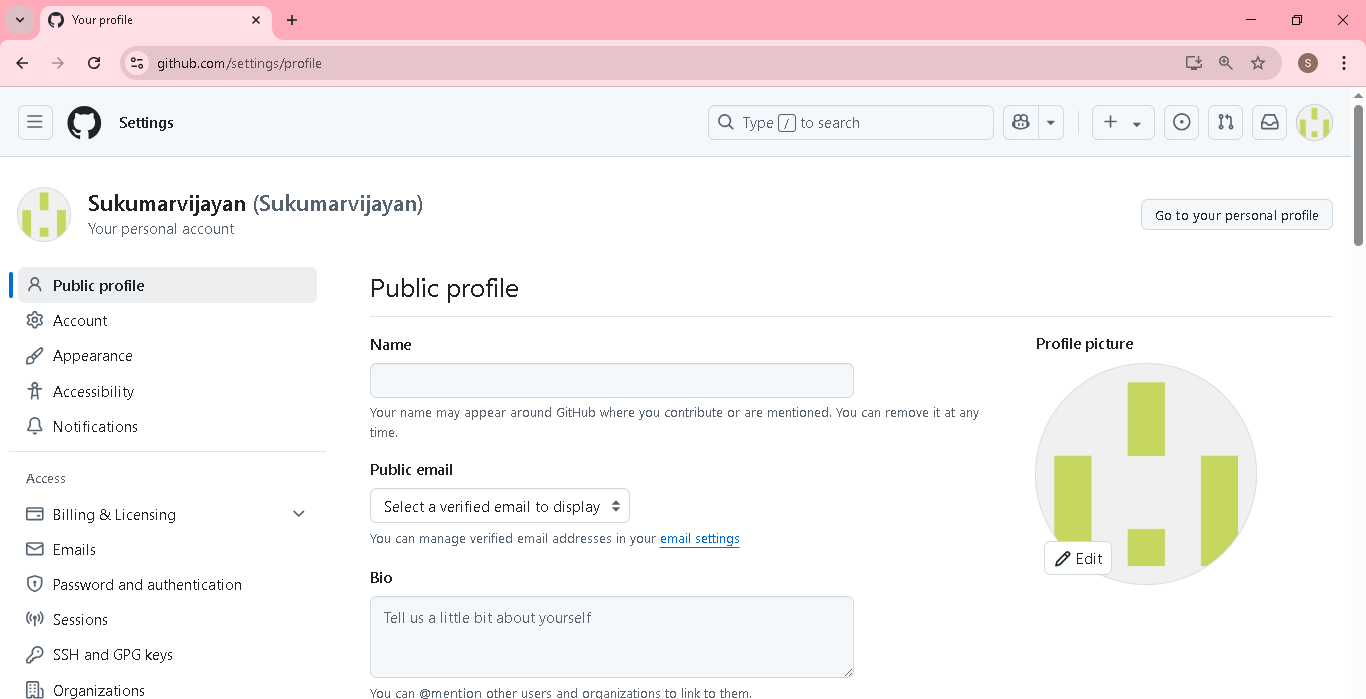 Your profile
github.com/settings/profile
S
Settings
Type / to search
Sukumarvijayan (Sukumarvijayan)
Your personal account
Go to your personal profile
Public profile
Account
Appearance
Accessibility
Notifications
Access
Billing & Licensing
Emails
Password and authentication
Sessions
SSH and GPG keys
Organizations
Public profile
Name
Your name may appear around GitHub where you contribute or are mentioned. You can remove it at any
time.
Public email
Select a verified email to display
You can manage verified email addresses in your email settings
Bio
Tell us a little bit about yourself
You can @mention other users and organizations to link to them.
Profile picture
Edit